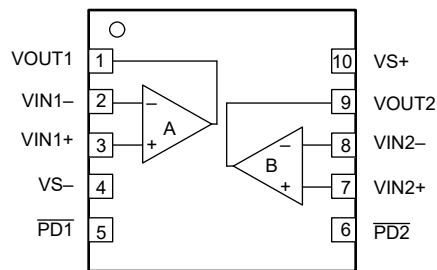 VOUT1 1 10 VS+
VIN1– 2 – A + 9 VOUT2
VIN1+ 3 – B + 8 VIN2–
VS– 4 7 VIN2+
PD1 5 6 PD2